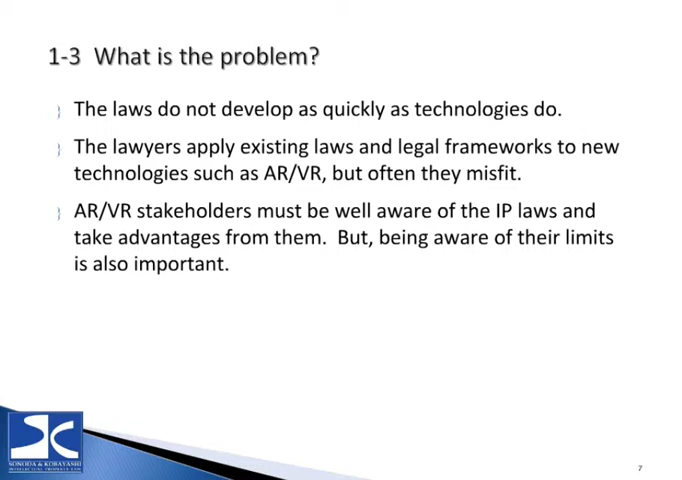 1-3 What is the problem?
The laws do not develop as quickly as technologies do.
The lawyers apply existing laws and legal frameworks to new
technologies such as AR/VR, but often they misfit.
AR/VR stakeholders must be well aware of the IP laws and
take advantages from them. But, being aware of their limits
is also important.
SONODA & KOBAYASHI
INTELLECTUAL PROPERTY LAW
7